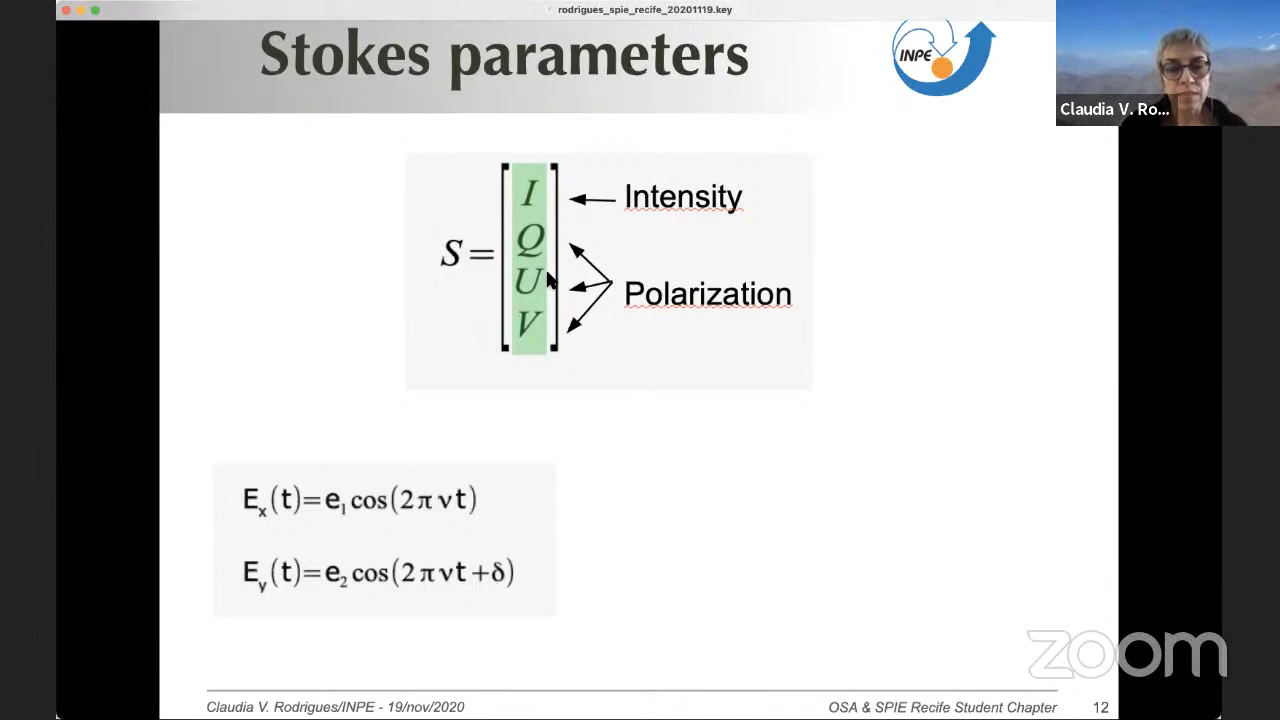 rodrigues_spie_recife_20201119.key
Stokes parameters
INPE
Claudia V. Ro...
S=
I
Q
U
V
Intensity
Polarization
Eₓ(t)=e₁cos(2πνt)
E_y(t)=e₂cos(2πνt+δ)
zoom
Claudia V. Rodrigues/INPE - 19/nov/2020
OSA & SPIE Recife Student Chapter
12